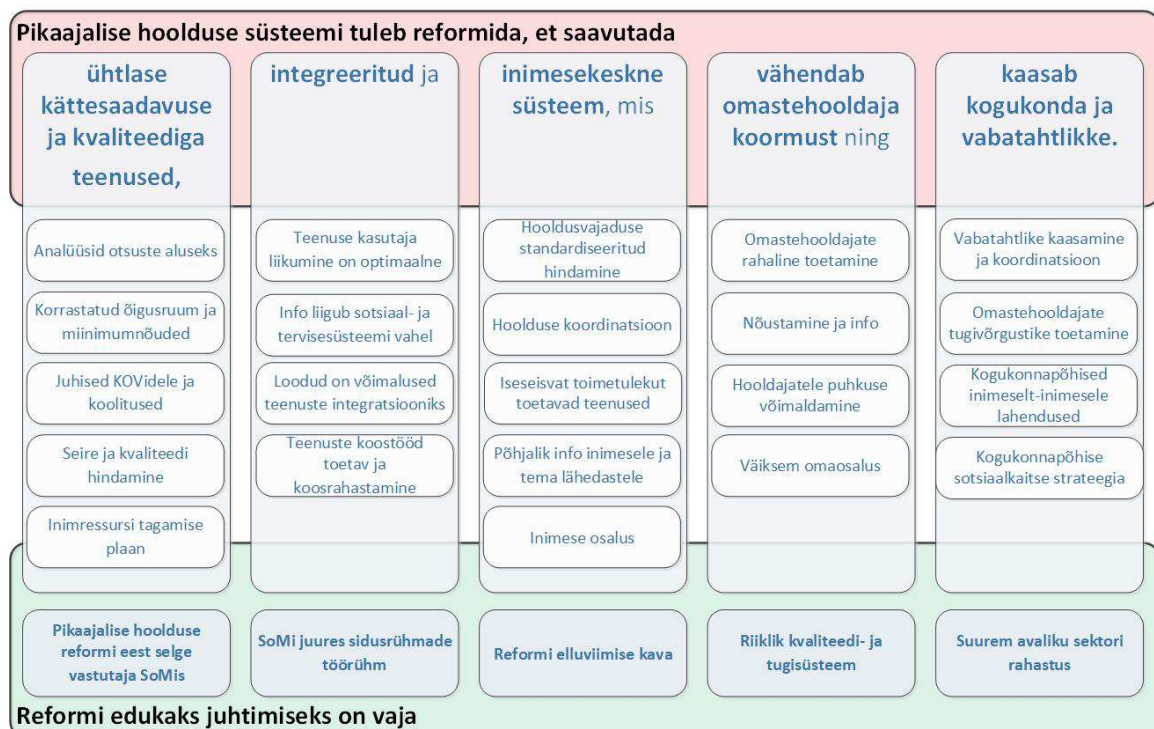 Pikaajalise hoolduse süsteemi tuleb reformida, et saavutada
ühtlase
kättesaadavuse
ja kvaliteediga
teenused,
integreeritud ja
inimesekeskne
süsteem, mis
vähendab
omastehooldaja
koormust ning
kaasab
kogukonda ja
vabatahtlikke.
Analüüsid otsuste aluseks
Korrastatud õigusruum ja
miinimumnõuded
Juhised KOVidele ja
koolitused
Seire ja kvaliteedi
hindamine
Inimressursi tagamise
plaan
Teenuse kasutaja
liikumine on optimaalne
Info liigub sotsiaal- ja
tervisesüsteemi vahel
Loodud on võimalused
teenuste integratsiooniks
Teenuste koostööd
toetav ja
koosrahastamine
Hooldusvajaduse
standardiseeritud
hindamine
Hoolduse koordinatsioon
Iseseisvat toimetulekut
toetavad teenused
Põhjalik info inimesele ja
tema lähedastele
Inimese osalus
Omastehooldajate
rahaline toetamine
Nõustamine ja info
Hooldajatele puhkuse
võimaldamine
Väiksem omaosalus
Vabatahtlike kaasamine
ja koordinatsioon
Omastehooldajate
tugivõrgustike toetamine
Kogukonnapõhised
inimeselt-inimesele
lahendused
Kogukonnapõhise
sotsiaalkaitse strateegia
Pikaajalise hoolduse
reformi eest selge
vastutaja SoMis
SoMi juures sidusrühmade
töörühm
Reformi elluviimise kava
Riiklik kvaliteedi- ja
tugisüsteem
Suurem avaliku sektori
rahastus
Reformi edukaks juhtimiseks on vaja